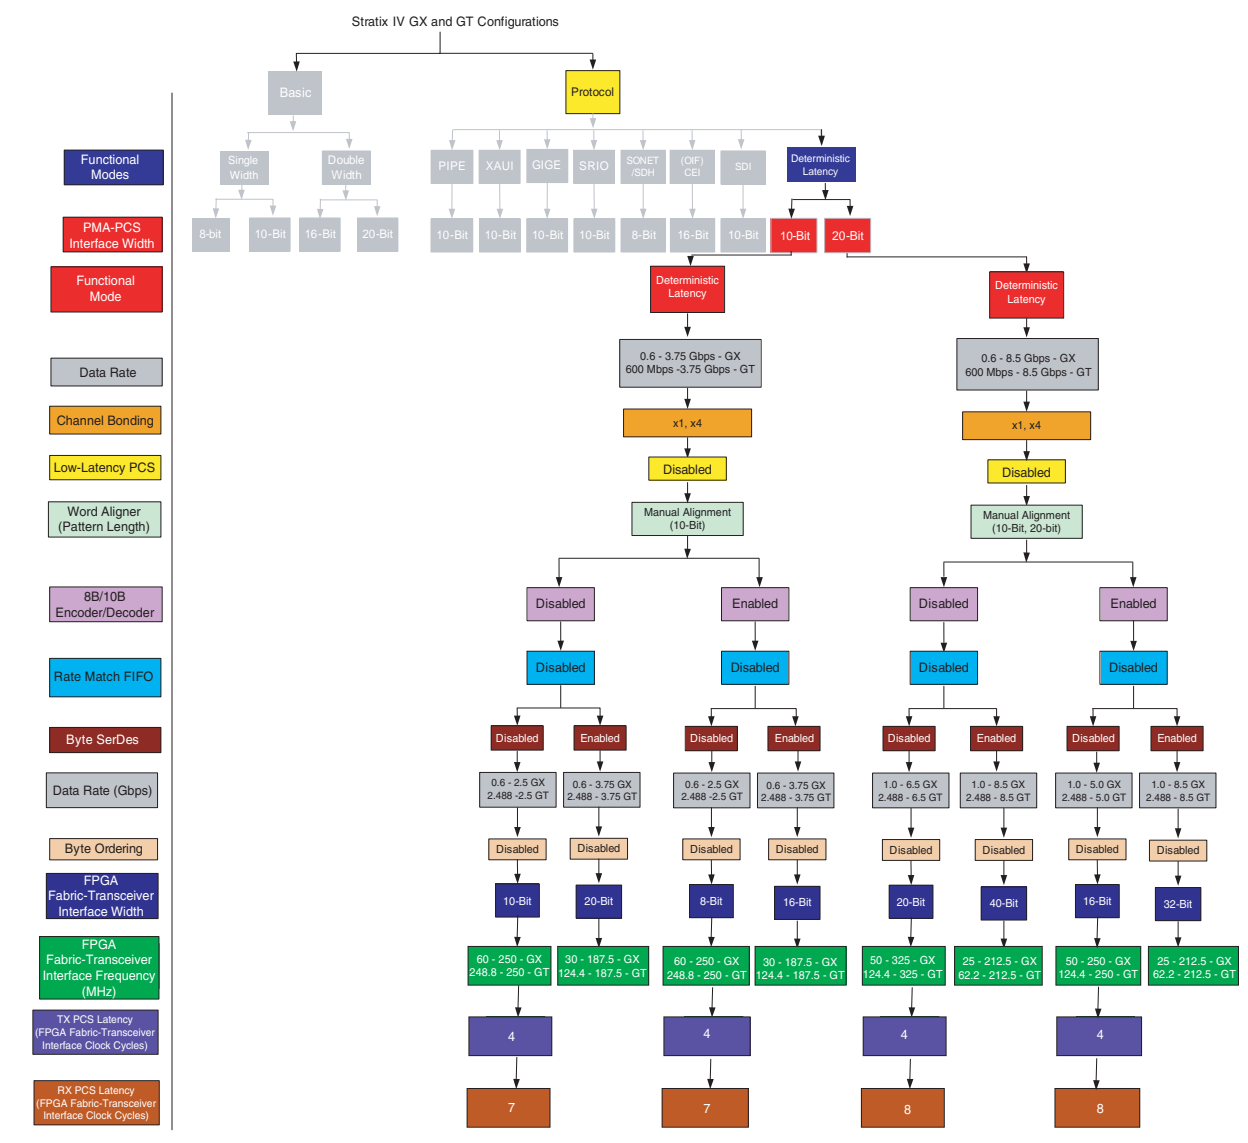 Stratix IV GX and GT Configurations
Basic
Protocol
Functional
Modes
Single
Width
Double
Width
PIPE
XAUI
GIGE
SRIO
SONET
/SDH
(OIF)
CEI
SDI
Deterministic
Latency
PMA-PCS
Interface Width
8-bit
10-Bit
16-Bit
20-Bit
10-Bit
10-Bit
10-Bit
10-Bit
8-Bit
16-Bit
10-Bit
10-Bit
20-Bit
Functional
Mode
Deterministic
Latency
Deterministic
Latency
Data Rate
0.6 - 3.75 Gbps - GX
600 Mbps -3.75 Gbps - GT
0.6 - 8.5 Gbps - GX
600 Mbps - 8.5 Gbps - GT
Channel Bonding
x1, x4
x1, x4
Low-Latency PCS
Disabled
Disabled
Word Aligner
(Pattern Length)
Manual Alignment
(10-Bit)
Manual Alignment
(10-Bit, 20-bit)
8B/10B
Encoder/Decoder
Disabled
Enabled
Disabled
Enabled
Rate Match FIFO
Disabled
Disabled
Disabled
Disabled
Byte SerDes
Disabled
Enabled
Disabled
Enabled
Disabled
Enabled
Disabled
Enabled
Data Rate (Gbps)
0.6 - 2.5 GX
2.488 -2.5 GT
0.6 - 3.75 GX
2.488 - 3.75 GT
0.6 - 2.5 GX
2.488 -2.5 GT
0.6 - 3.75 GX
2.488 - 3.75 GT
1.0 - 6.5 GX
2.488 - 6.5 GT
1.0 - 8.5 GX
2.488 - 8.5 GT
1.0 - 5.0 GX
2.488 - 5.0 GT
1.0 - 8.5 GX
2.488 - 8.5 GT
Byte Ordering
Disabled
Disabled
Disabled
Disabled
Disabled
Disabled
Disabled
Disabled
FPGA
Fabric-Transceiver
Interface Width
10-Bit
20-Bit
8-Bit
16-Bit
20-Bit
40-Bit
16-Bit
32-Bit
FPGA
Fabric-Transceiver
Interface Frequency
(MHz)
60 - 250 - GX
248.8 - 250 - GT
30 - 187.5 - GX
124.4 - 187.5 - GT
60 - 250 - GX
248.8 - 250 - GT
30 - 187.5 - GX
124.4 - 187.5 - GT
50 - 325 - GX
124.4 - 325 - GT
25 - 212.5 - GX
62.2 - 212.5 - GT
50 - 250 - GX
124.4 - 250 - GT
25 - 212.5 - GX
62.2 - 212.5 - GT
TX PCS Latency
(FPGA Fabric-Transceiver
Interface Clock Cycles)
4
4
4
4
RX PCS Latency
(FPGA Fabric-Transceiver
Interface Clock Cycles)
7
7
8
8